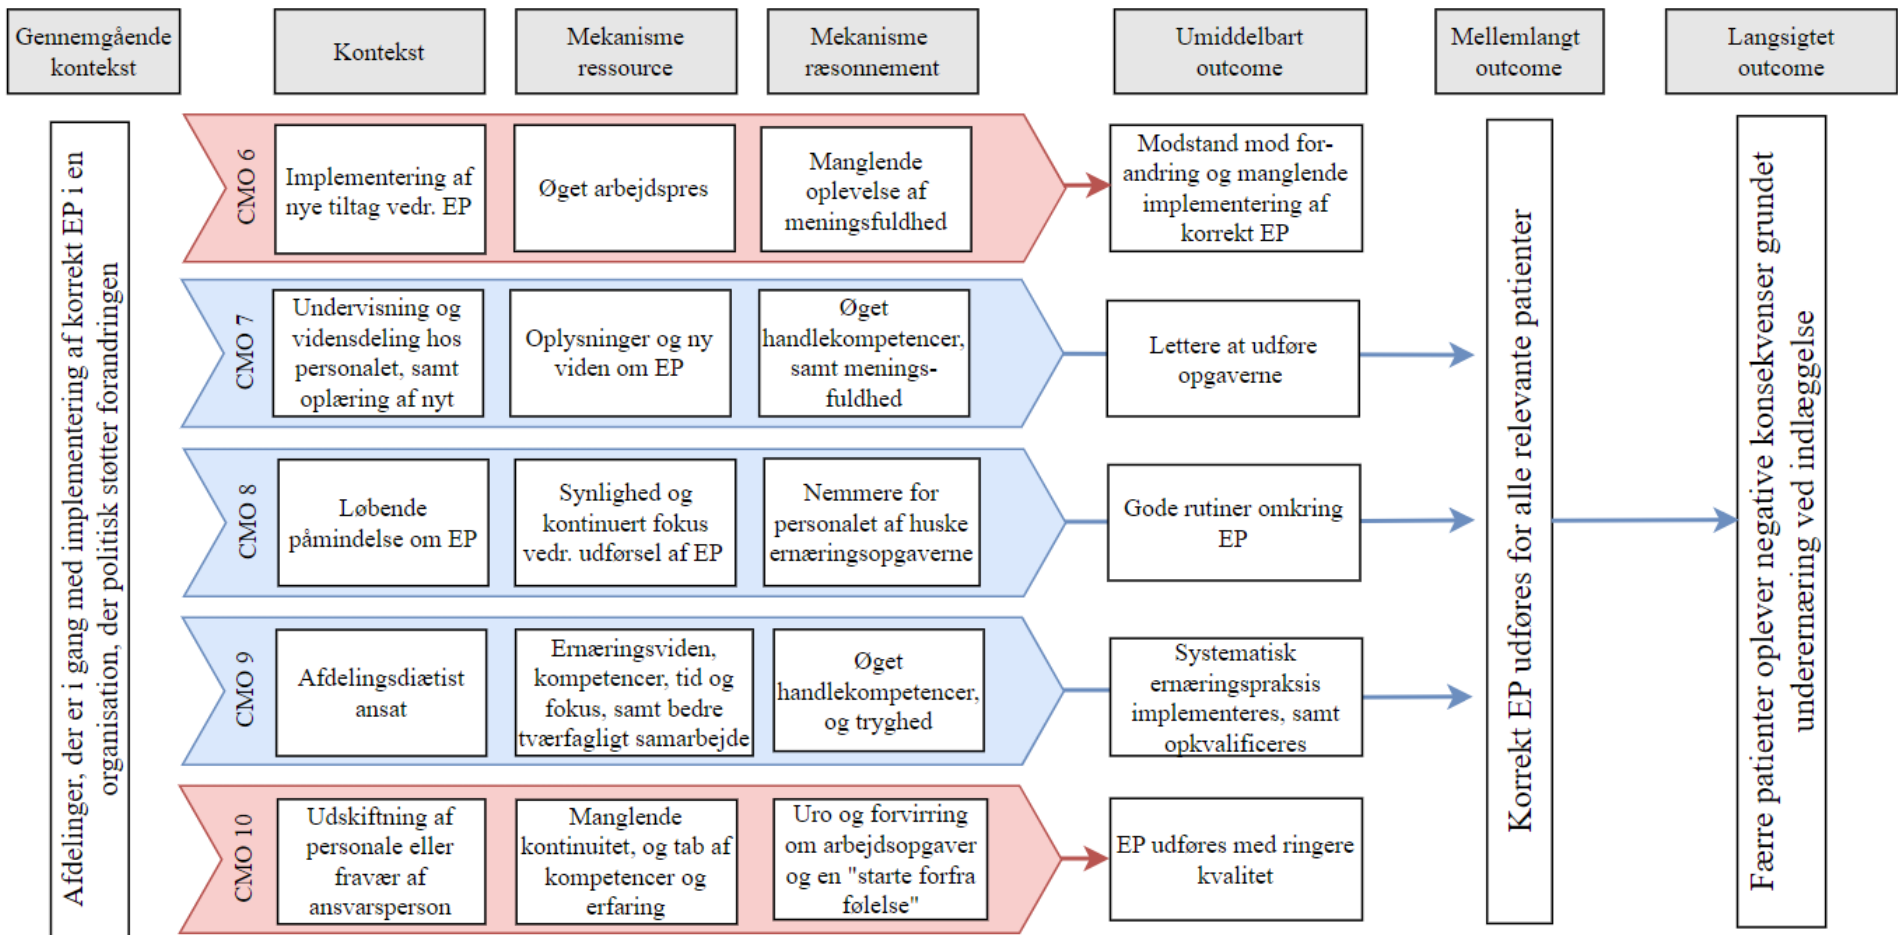 Gennemgående
kontekst
Kontekst
Mekanisme
ressource
Mekanisme
ræsonnement
Umiddelbart
outcome
Mellemlangt
outcome
Langsigtet
outcome
Afdelinger, der er i gang med implementering af korrekt EP i en
organisation, der politisk støtter forandringen
CMO 6
Implementering af
nye tiltag vedr. EP
Øget arbejdspres
Manglende
oplevelse af
meningsfuldhed
Modstand mod for-
andring og manglende
implementering af
korrekt EP
CMO 7
Undervisning og
vidensdeling hos
personalet, samt
oplæring af nyt
Oplysninger og ny
viden om EP
Øget
handlekompetencer,
samt menings-
fuldhed
Lettere at udføre
opgaverne
CMO 8
Løbende
påmindelse om EP
Synlighed og
kontinuert fokus
vedr. udførsel af EP
Nemmere for
personalet af huske
ernæringsopgaverne
Gode rutiner omkring
EP
CMO 9
Afdelingsdiætist
ansat
Ernæringsviden,
kompetencer, tid og
fokus, samt bedre
tværfagligt samarbejde
Øget
handlekompetencer,
og tryghed
Systematisk
ernæringspraksis
implementeres, samt
opkvalificeres
CMO 10
Udskiftning af
personale eller
fravær af
ansvarsperson
Manglende
kontinuitet, og tab af
kompetencer og
erfaring
Uro og forvirring
om arbejdsopgaver
og en "starte forfra
følelse"
EP udføres med ringere
kvalitet
Korrekt EP udføres for alle relevante patienter
Færre patienter oplever negative konsekvenser grundet
underernæring ved indlæggelse